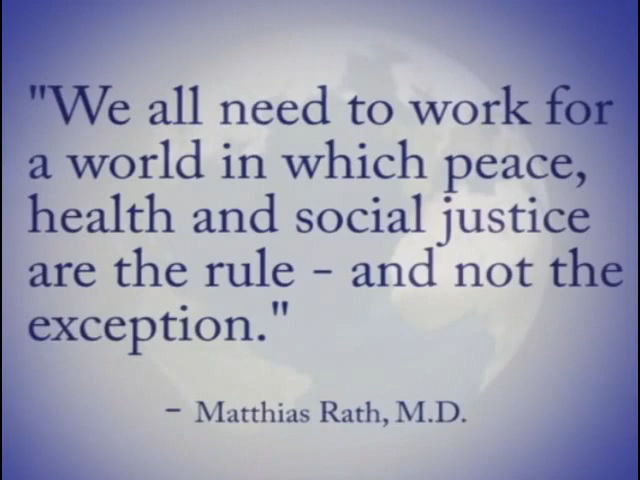 "We all need to work for
a world in which peace,
health and social justice
are the rule - and not the
exception."
- Matthias Rath, M.D.